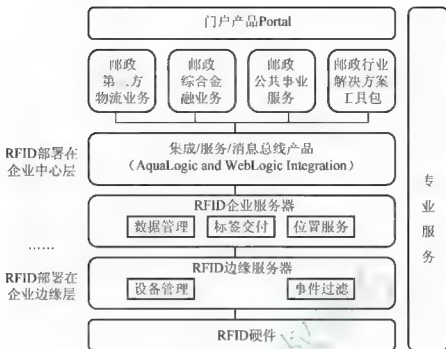 门户产品Portal
邮政
第三方
物流业务
邮政
综合金
融业务
邮政
公共事业
服务
邮政行业
解决方案
工具包
RFID部署在
企业中心层
集成/服务/消息总线产品
（AquaLogic and WebLogic Integration）
RFID企业服务器
数据管理
标签交付
位置服务
……
RFID部署在
企业边缘层
RFID边缘服务器
设备管理
事件过滤
RFID硬件
专
业
服
务